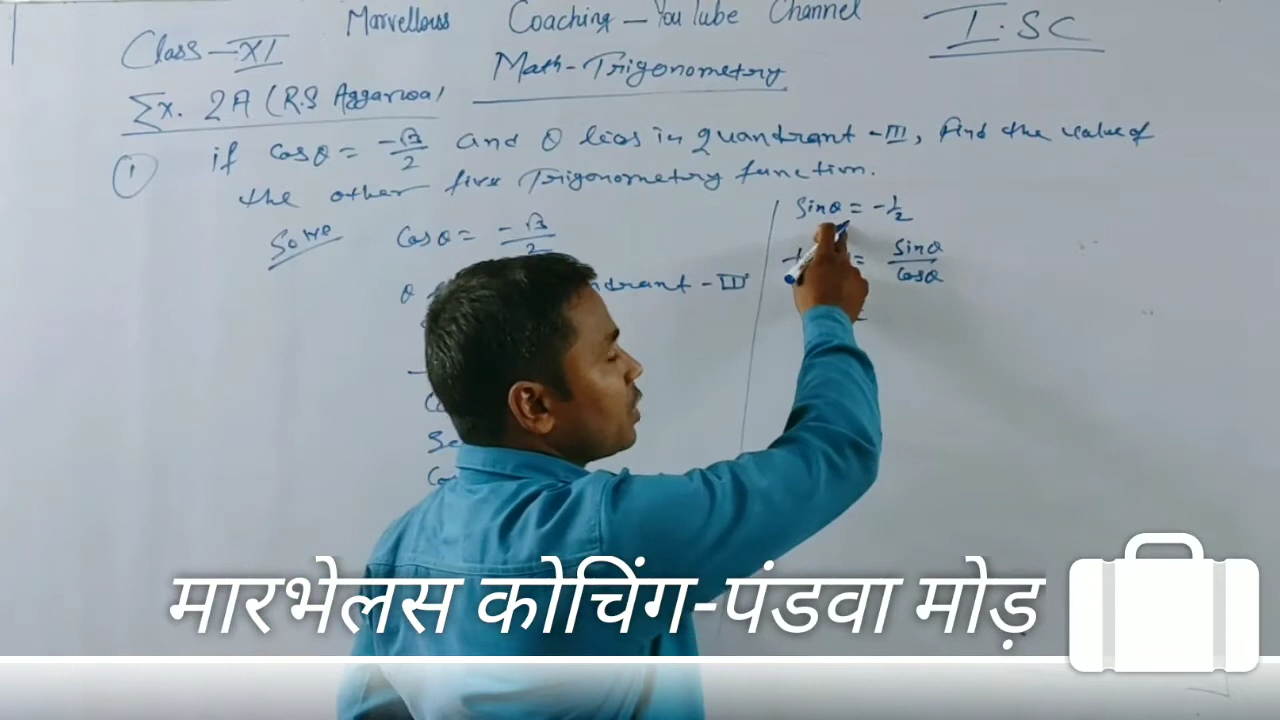 Marvellous Coaching - YouTube Channel
Class - XI
I.SC
Math - Trigonometry
Ex. 2A (R.S Aggarwal
① if cosθ = -√3/2 and θ lies in quandrant - III, find the value of
the other five Trigonometry function.
Solve
cosθ = -√3/2
θ
ndrant - III
Sinθ = -1/2
= Sinθ/Cosθ
मारभेलस कोचिंग-पंडवा मोड़